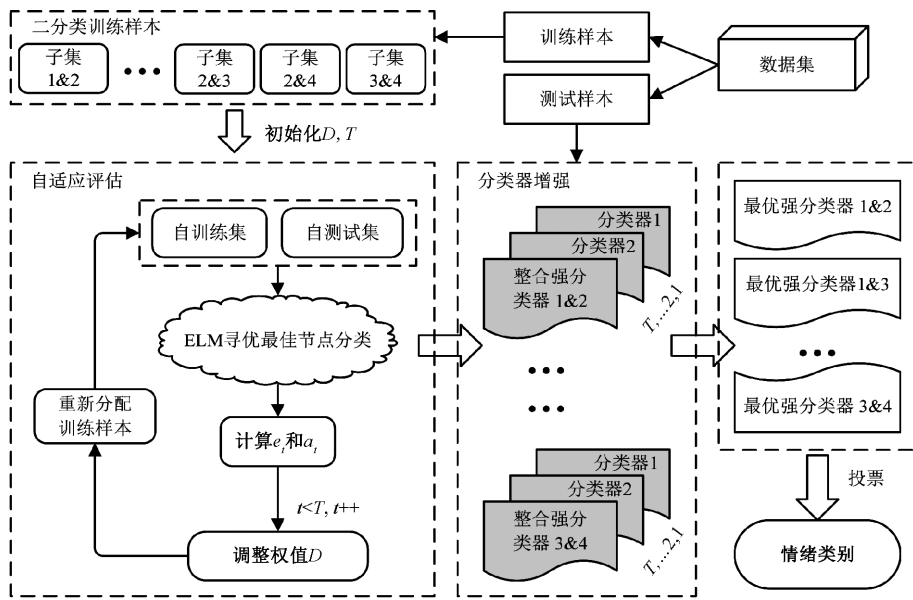 二分类训练样本
子集
1&2
子集
2&3
子集
2&4
子集
3&4
训练样本
测试样本
数据集
初始化D, T
自适应评估
自训练集
自测试集
ELM寻优最佳节点分类
重新分配
训练样本
计算et和at
t<T, t++
调整权值D
分类器增强
分类器1
分类器2
整合强分
类器 1&2
T,...2,1
分类器1
分类器2
整合强分
类器 3&4
T,...2,1
最优强分类器 1&2
最优强分类器1&3
最优强分类器 3&4
投票
情绪类别